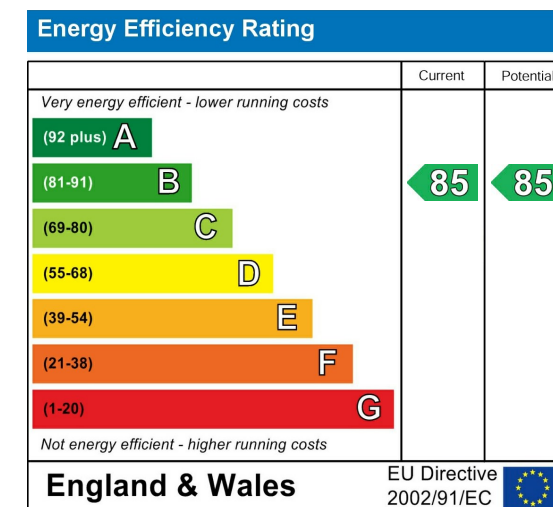 Energy Efficiency Rating
Current Potential
Very energy efficient - lower running costs
(92 plus) A
(81-91) B 85 85
(69-80) C
(55-68) D
(39-54) E
(21-38) F
(1-20) G
Not energy efficient - higher running costs
England & Wales
EU Directive
2002/91/EC